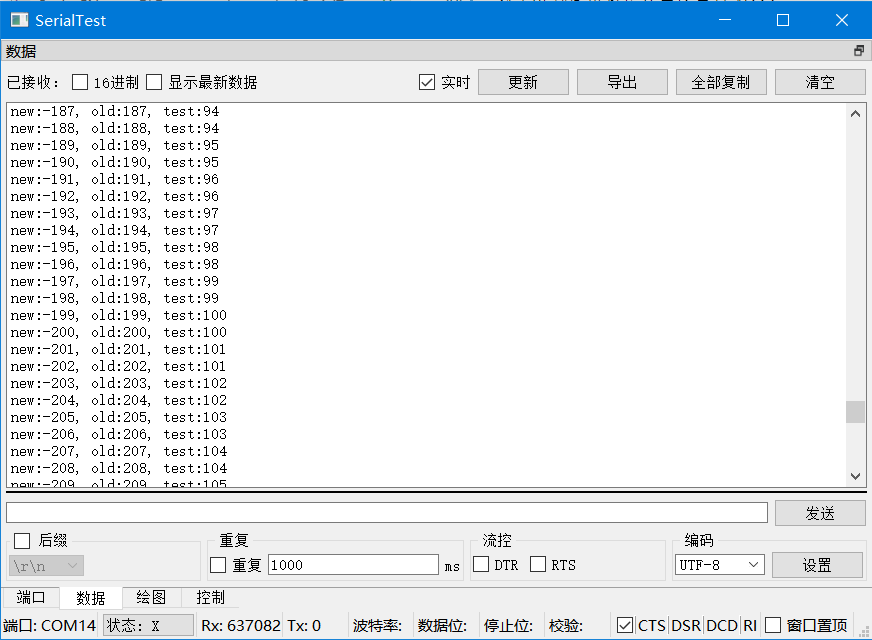 SerialTest
数据
已接收: 16进制 显示最新数据 实时 更新 导出 全部复制 清空
new:-187, old:187, test:94
new:-188, old:188, test:94
new:-189, old:189, test:95
new:-190, old:190, test:95
new:-191, old:191, test:96
new:-192, old:192, test:96
new:-193, old:193, test:97
new:-194, old:194, test:97
new:-195, old:195, test:98
new:-196, old:196, test:98
new:-197, old:197, test:99
new:-198, old:198, test:99
new:-199, old:199, test:100
new:-200, old:200, test:100
new:-201, old:201, test:101
new:-202, old:202, test:101
new:-203, old:203, test:102
new:-204, old:204, test:102
new:-205, old:205, test:103
new:-206, old:206, test:103
new:-207, old:207, test:104
new:-208, old:208, test:104
new:-209, old:209, test:105
发送
后缀 重复 流控 编码
\r\n 重复 1000 ms DTR RTS UTF-8 设置
端口 数据 绘图 控制
端口: COM14 状态: X Rx: 637082 Tx: 0 波特率: 数据位: 停止位: 校验: CTS DSR DCD RI 窗口置顶